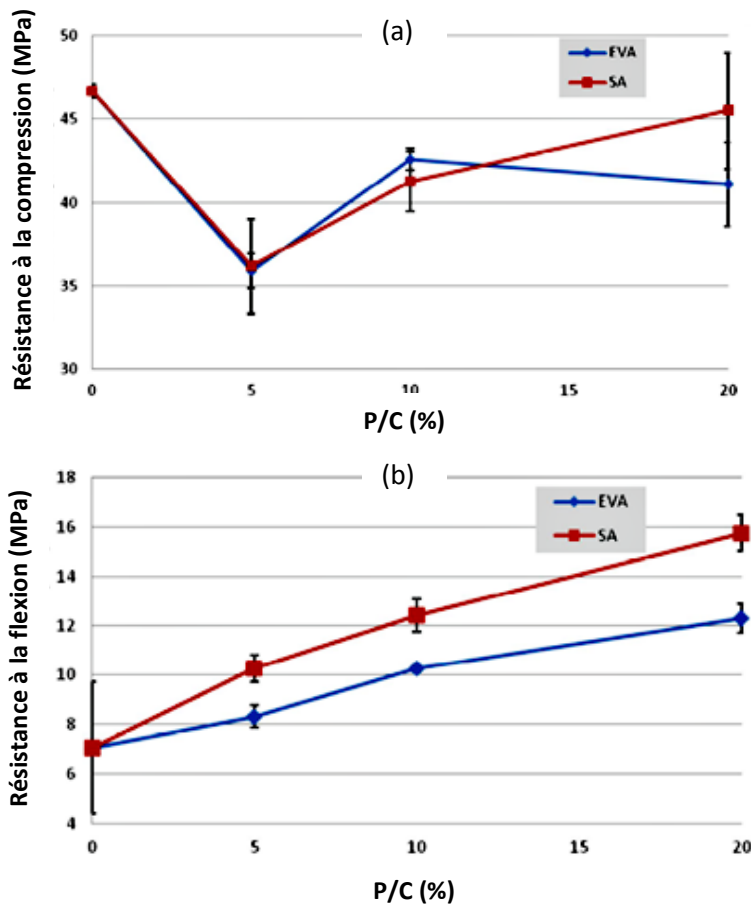 (a)
Résistance à la compression (MPa)
50
45
40
35
30
EVA
SA
0 5 10 15 20
P/C (%)
(b)
Résistance à la flexion (MPa)
18
16
14
12
10
8
6
4
EVA
SA
0 5 10 15 20
P/C (%)